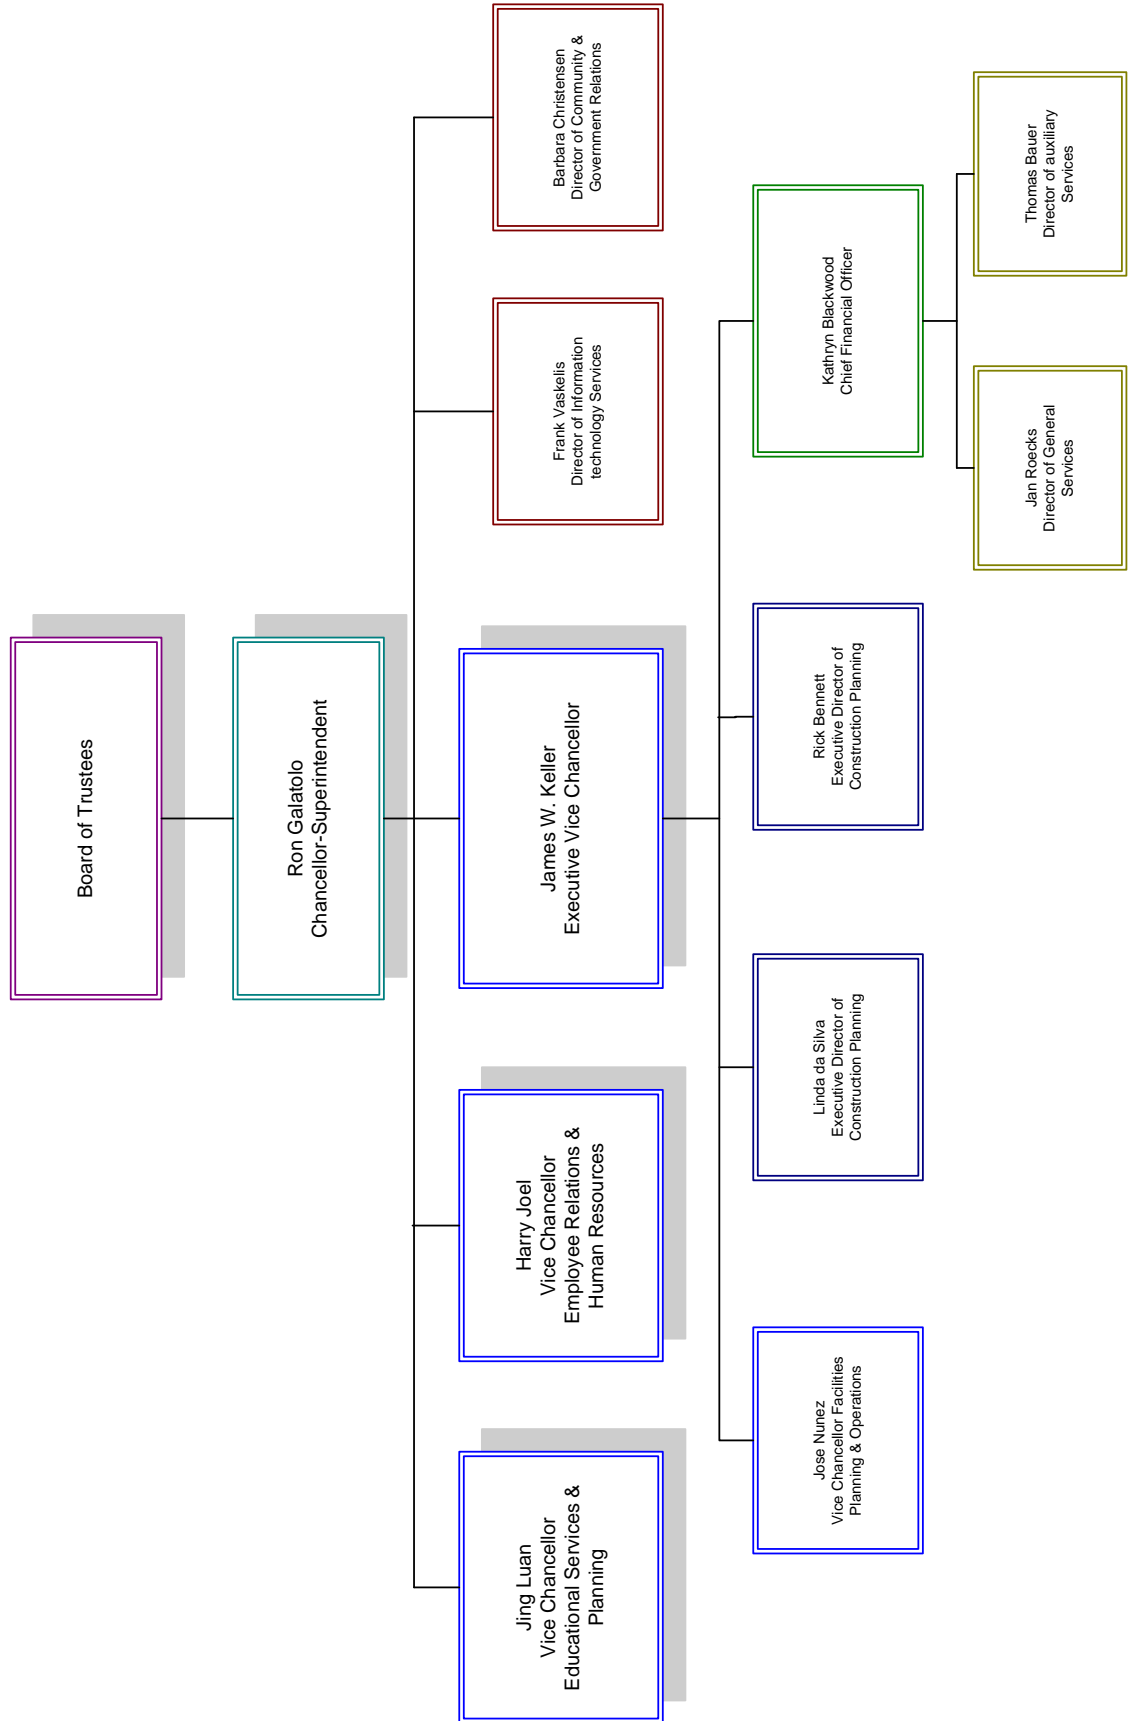 Board of Trustees
Ron Galatolo
Chancellor-Superintendent
Jing Luan
Vice Chancellor
Educational Services &
Planning
Harry Joel
Vice Chancellor
Employee Relations &
Human Resources
James W. Keller
Executive Vice Chancellor
Frank Vaskelis
Director of Information
technology Services
Barbara Christensen
Director of Community &
Government Relations
Jose Nunez
Vice Chancellor Facilities
Planning & Operations
Linda da Silva
Executive Director of
Construction Planning
Rick Bennett
Executive Director of
Construction Planning
Kathryn Blackwood
Chief Financial Officer
Jan Roecks
Director of General
Services
Thomas Bauer
Director of auxiliary
Services